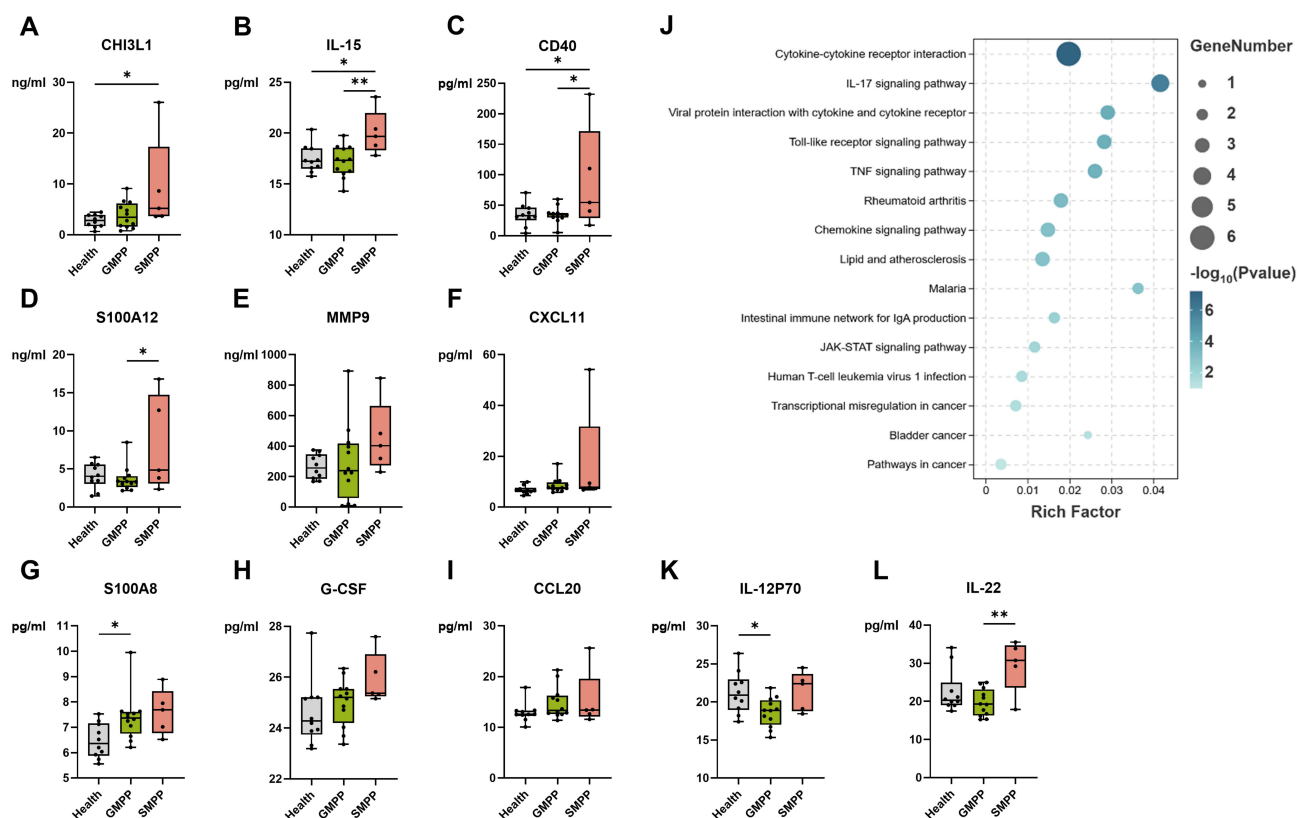 A
CHI3L1
ng/ml
30
20
10
0
*
Health
GMPP
SMPP
B
IL-15
pg/ml
25
20
15
10
*
**
Health
GMPP
SMPP
C
CD40
pg/ml
250
200
150
100
50
0
*
*
Health
GMPP
SMPP
D
S100A12
ng/ml
20
15
10
5
0
*
Health
GMPP
SMPP
E
MMP9
ng/ml
1000
800
600
400
200
0
Health
GMPP
SMPP
F
CXCL11
pg/ml
60
40
20
0
Health
GMPP
SMPP
G
S100A8
pg/ml
11
10
9
8
7
6
5
*
Health
GMPP
SMPP
H
G-CSF
pg/ml
28
26
24
22
Health
GMPP
SMPP
I
CCL20
pg/ml
30
20
10
0
Health
GMPP
SMPP
J
Cytokine-cytokine receptor interaction
IL-17 signaling pathway
Viral protein interaction with cytokine and cytokine receptor
Toll-like receptor signaling pathway
TNF signaling pathway
Rheumatoid arthritis
Chemokine signaling pathway
Lipid and atherosclerosis
Malaria
Intestinal immune network for IgA production
JAK-STAT signaling pathway
Human T-cell leukemia virus 1 infection
Transcriptional misregulation in cancer
Bladder cancer
Pathways in cancer
0 0.01 0.02 0.03 0.04
Rich Factor
GeneNumber
1
2
3
4
5
6
-log10(Pvalue)
6
4
2
K
IL-12P70
pg/ml
30
25
20
15
10
*
Health
GMPP
SMPP
L
IL-22
pg/ml
40
30
20
10
0
**
Health
GMPP
SMPP